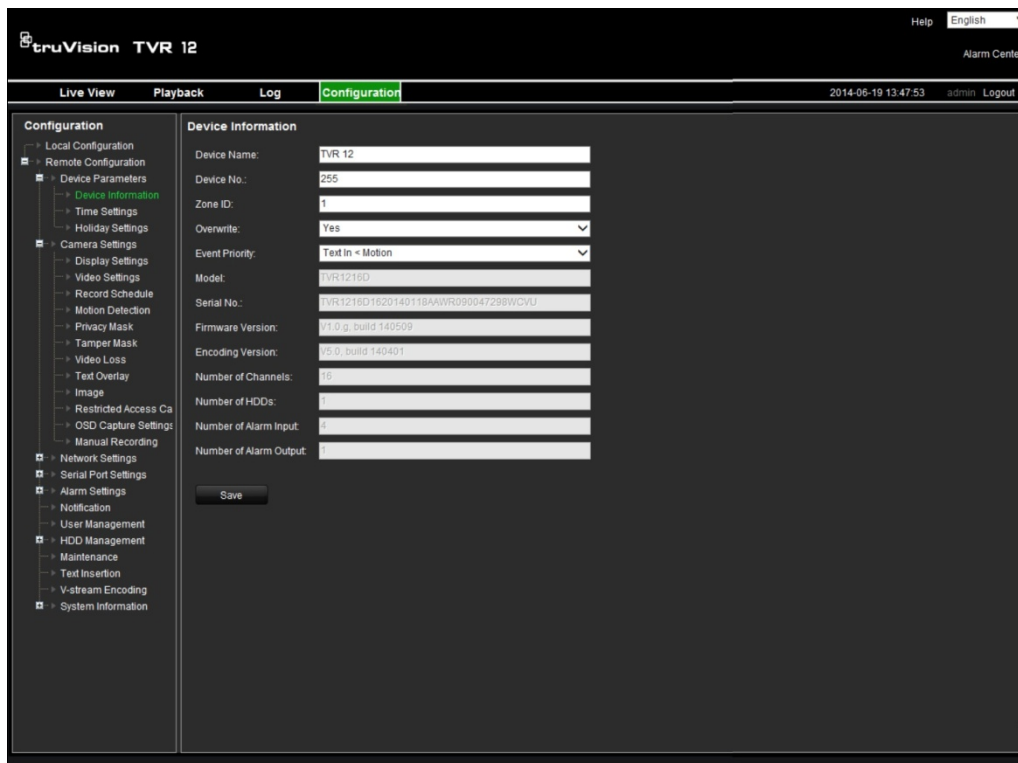 Help English
truVision TVR 12
Alarm Cente
Live View Playback Log Configuration 2014-06-19 13:47:53 admin Logout
Configuration
Local Configuration
Remote Configuration
Device Parameters
Device Information
Time Settings
Holiday Settings
Camera Settings
Display Settings
Video Settings
Record Schedule
Motion Detection
Privacy Mask
Tamper Mask
Video Loss
Text Overlay
Image
Restricted Access Ca
OSD Capture Settings
Manual Recording
Network Settings
Serial Port Settings
Alarm Settings
Notification
User Management
HDD Management
Maintenance
Text Insertion
V-stream Encoding
System Information
Device Information
Device Name: TVR 12
Device No.: 255
Zone ID: 1
Overwrite: Yes
Event Priority: Text In < Motion
Model: TVR1216D
Serial No.: TVR1216D1620140118AAWR090047298WCVU
Firmware Version: V1.0.g, build 140509
Encoding Version: V5.0, build 140401
Number of Channels: 16
Number of HDDs: 1
Number of Alarm Input: 4
Number of Alarm Output: 1
Save